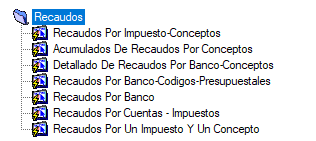 Recaudos
Recaudos Por Impuesto-Conceptos
Acumulados De Recaudos Por Conceptos
Detallado De Recaudos Por Banco-Conceptos
Recaudos Por Banco-Codigos-Presupuestales
Recaudos Por Banco
Recaudos Por Cuentas - Impuestos
Recaudos Por Un Impuesto Y Un Concepto